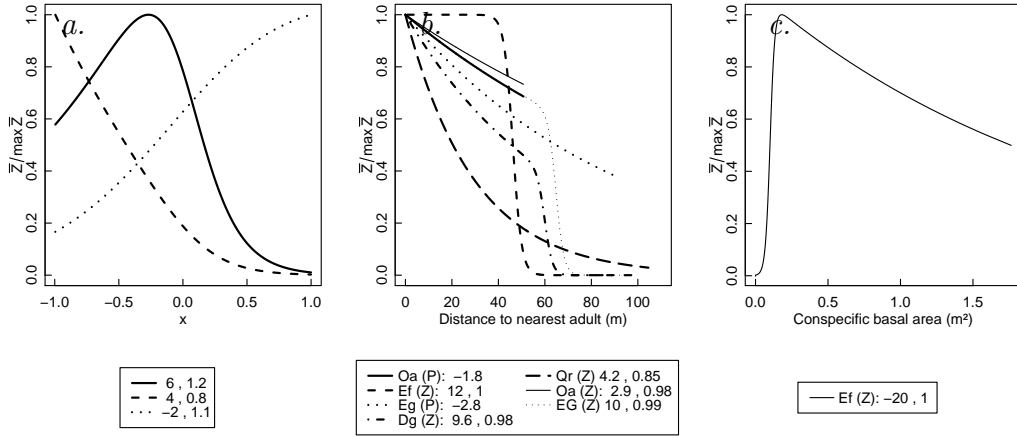 a.
Z̅/max Z̅
0.0 0.2 0.4 0.6 0.8 1.0
−1.0 −0.5 0.0 0.5 1.0
x
6 , 1.2
4 , 0.8
−2 , 1.1
b.
Z̅/max Z̅
0.0 0.2 0.4 0.6 0.8 1.0
0 20 40 60 80 100
Distance to nearest adult (m)
Oa (P): −1.8
Ef (Z): 12 , 1
Eg (P): −2.8
Dg (Z): 9.6 , 0.98
Qr (Z) 4.2 , 0.85
Oa (Z): 2.9 , 0.98
EG (Z) 10 , 0.99
c.
Z̅/max Z̅
0.0 0.2 0.4 0.6 0.8 1.0
0.0 0.5 1.0 1.5
Conspecific basal area (m²)
Ef (Z): −20 , 1